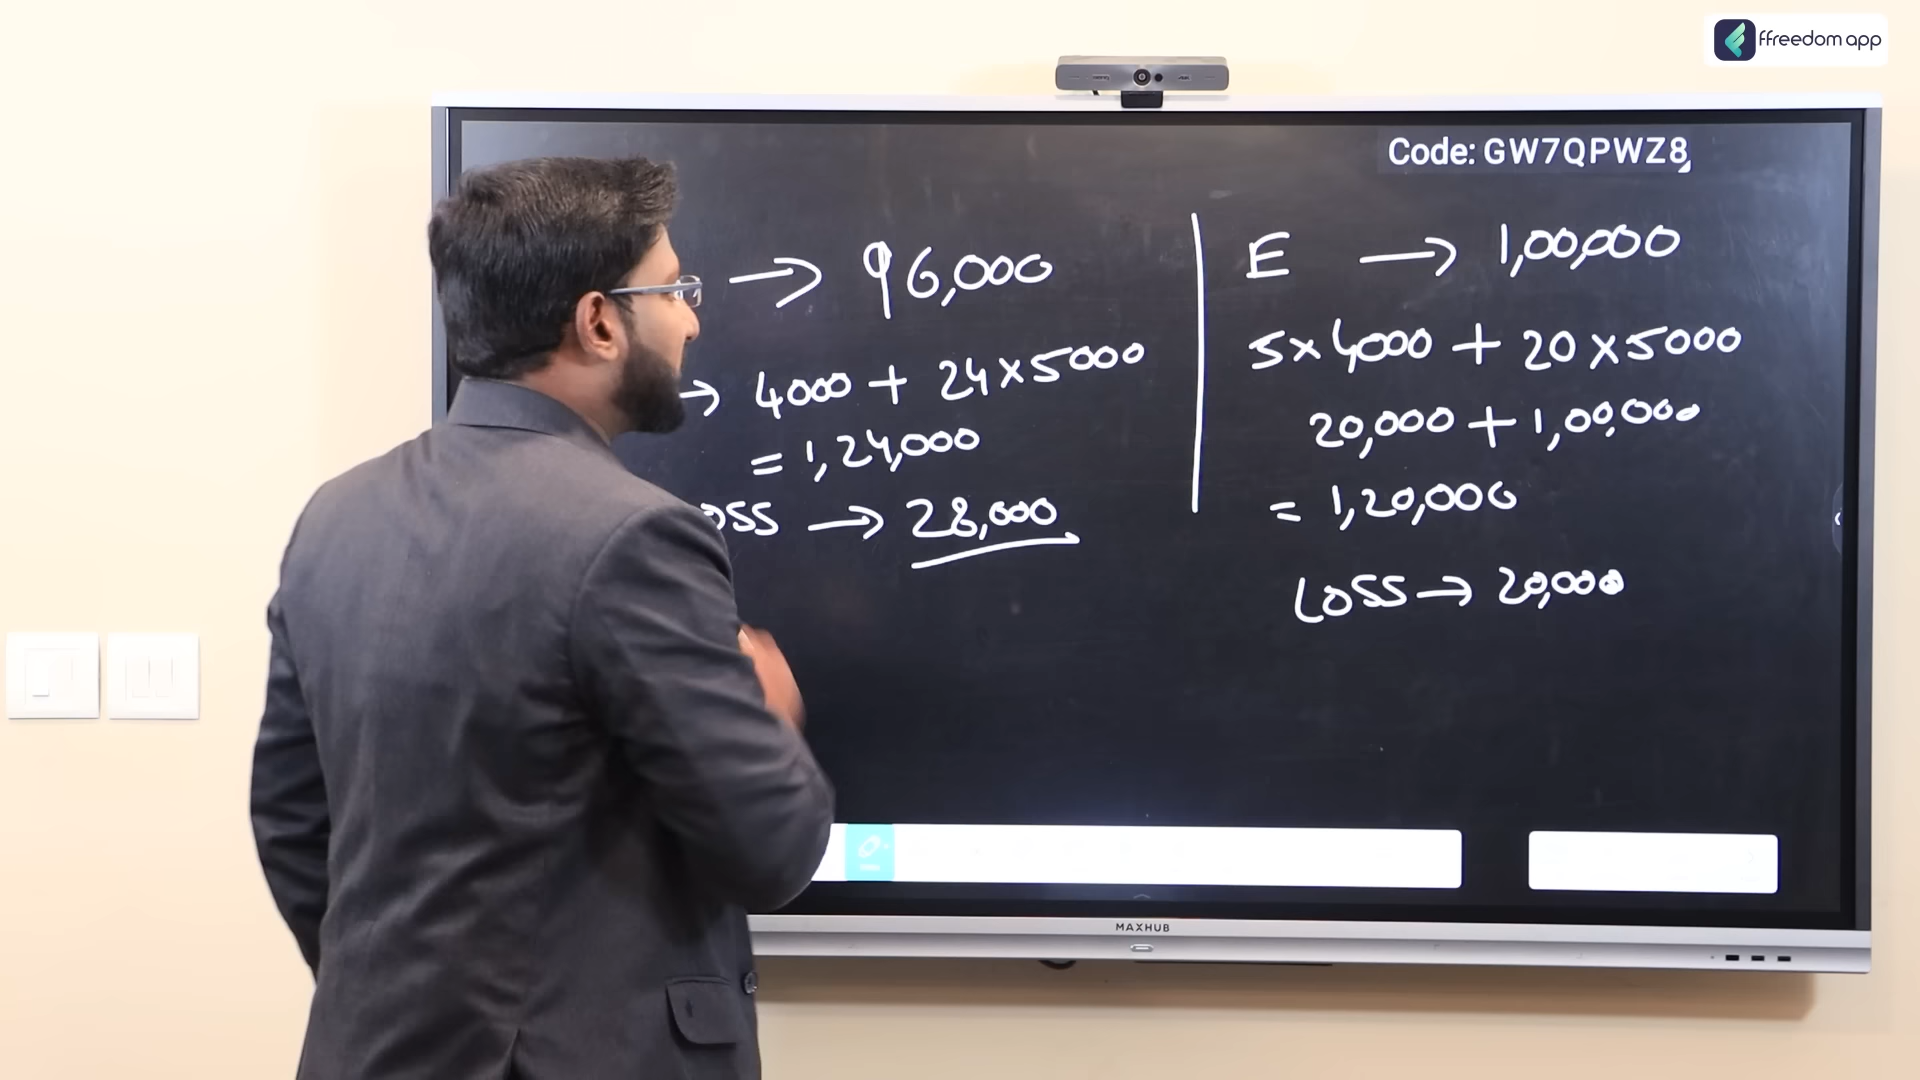 ffreedom app
Code: GW7QPWZ8
→ 96,000
→ 4000 + 24×5000
= 1,24,000
OSS → 28,000
E → 1,00,000
5×4000 + 20×5000
20,000 + 1,00,000
= 1,20,000
LOSS → 20,000
MAXHUB